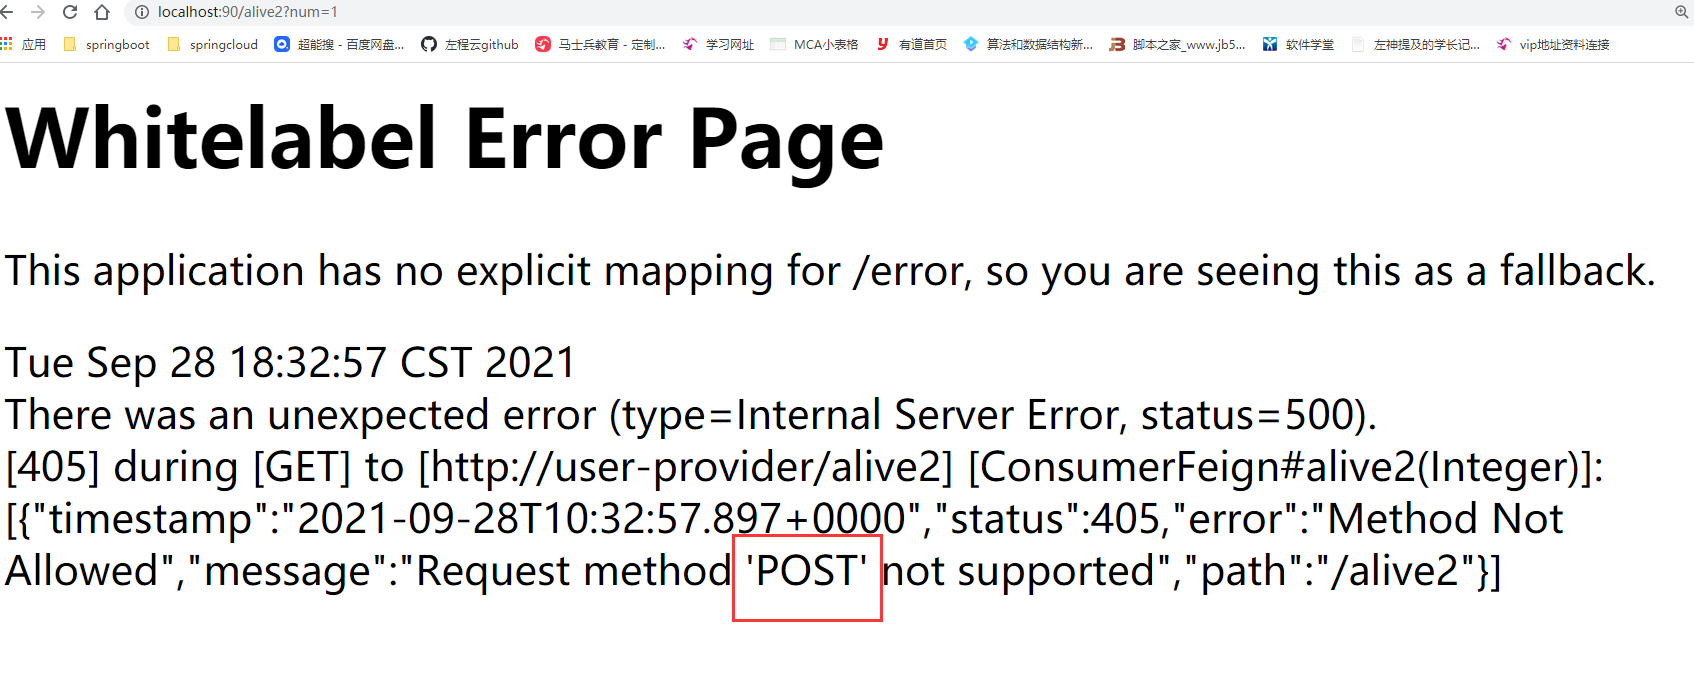 localhost:90/alive2?num=1
应用 springboot springcloud 超能搜 - 百度网盘... 左程云github 马士兵教育 - 定制... 学习网址 MCA小表格 有道首页 算法和数据结构新... 脚本之家_www.jb5... 软件学堂 左神提及的学长记... vip地址资料连接
Whitelabel Error Page
This application has no explicit mapping for /error, so you are seeing this as a fallback.
Tue Sep 28 18:32:57 CST 2021
There was an unexpected error (type=Internal Server Error, status=500).
[405] during [GET] to [http://user-provider/alive2] [ConsumerFeign#alive2(Integer)]:
[{"timestamp":"2021-09-28T10:32:57.897+0000","status":405,"error":"Method Not
Allowed","message":"Request method 'POST' not supported","path":"/alive2"}]